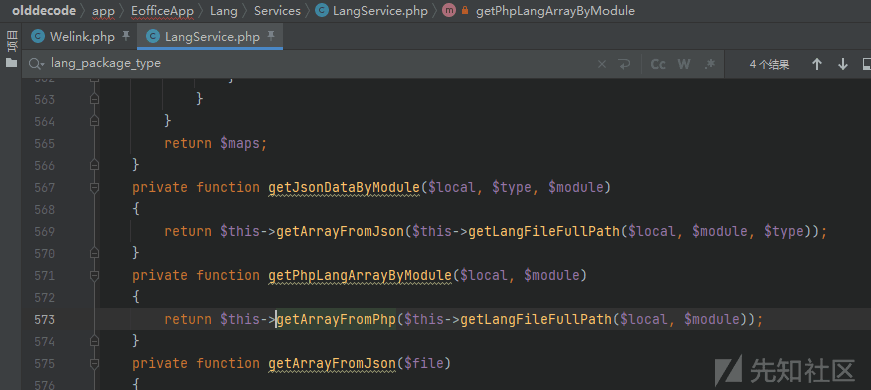 olddecode 〉 app 〉 EofficeApp 〉 Lang 〉 Services 〉 LangService.php 〉 getPhpLangArrayByModule
项目
Welink.php LangService.php
lang_package_type Cc W .* 4 个结果
563 }
564 }
565 return $maps;
566 }
567 private function getJsonDataByModule($local, $type, $module)
568 {
569 return $this->getArrayFromJson($this->getLangFileFullPath($local, $module, $type));
570 }
571 private function getPhpLangArrayByModule($local, $module)
572 {
573 return $this->getArrayFromPhp($this->getLangFileFullPath($local, $module));
574 }
575 private function getArrayFromJson($file)
576 {
先知社区